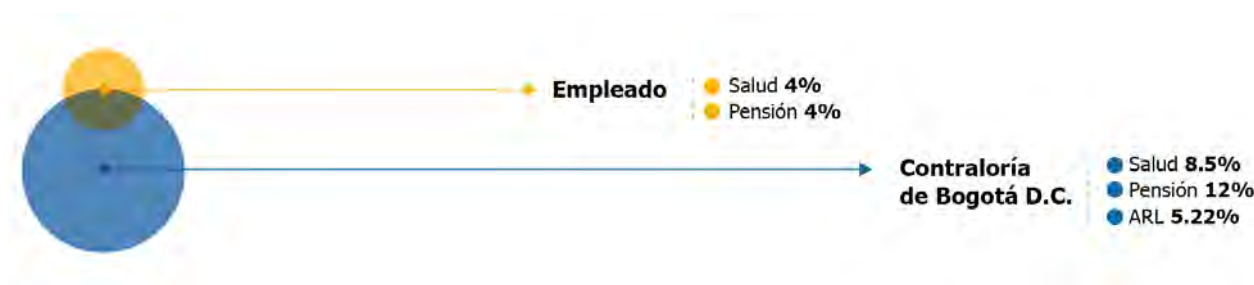 Empleado
Salud 4%
Pensión 4%
Contraloría
de Bogotá D.C.
Salud 8.5%
Pensión 12%
ARL 5.22%